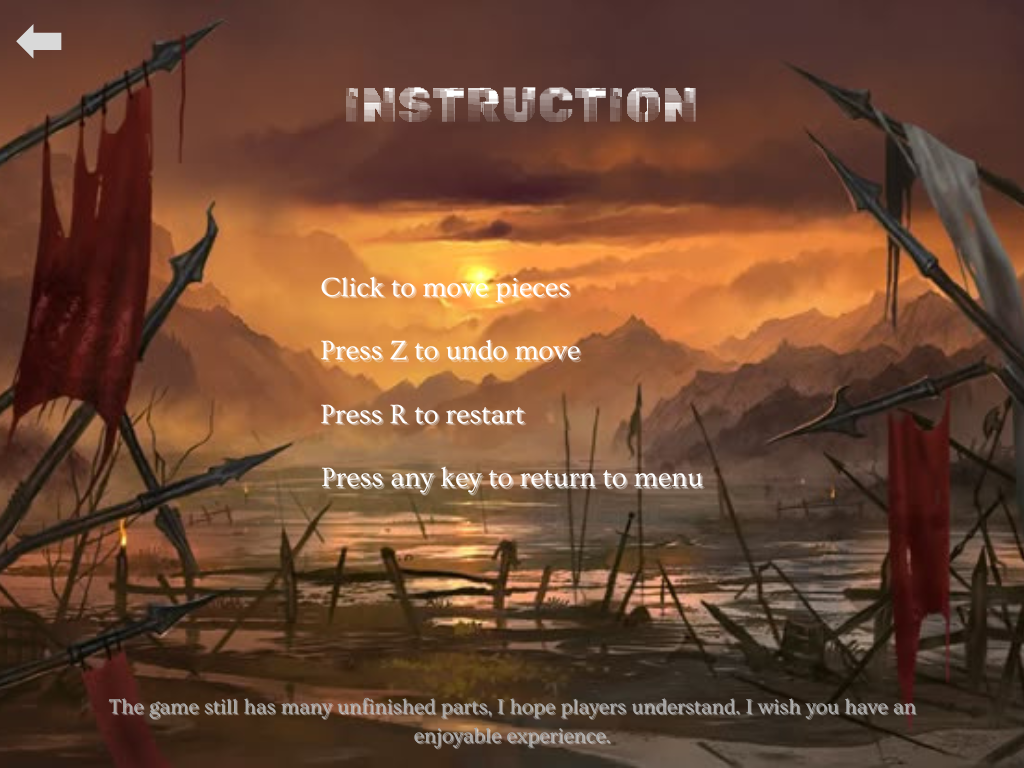 INSTRUCTION
Click to move pieces
Press Z to undo move
Press R to restart
Press any key to return to menu
The game still has many unfinished parts, I hope players understand. I wish you have an
enjoyable experience.